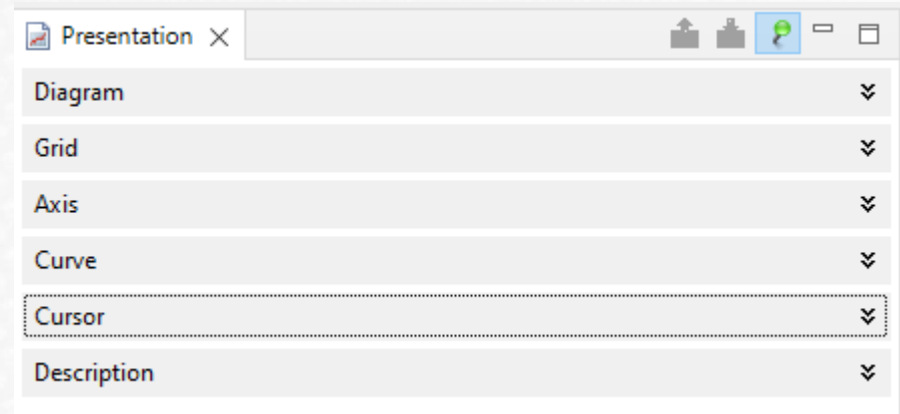 Presentation
Diagram
Grid
Axis
Curve
Cursor
Description